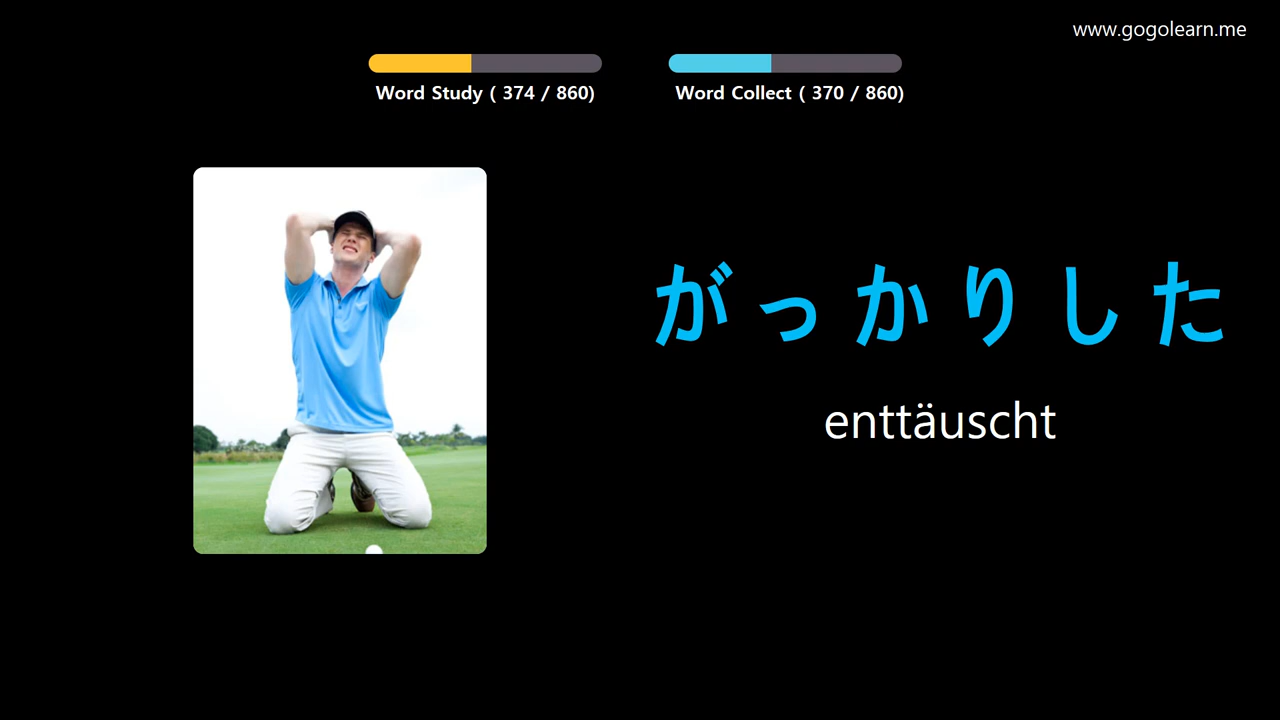 www.gogolearn.me
Word Study ( 374 / 860)
Word Collect ( 370 / 860)
がっかりした
enttäuscht